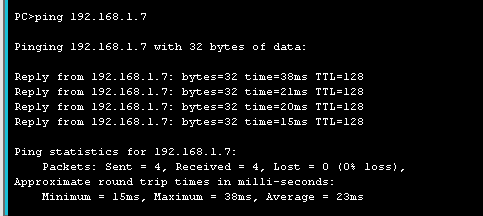 PC>ping 192.168.1.7
Pinging 192.168.1.7 with 32 bytes of data:
Reply from 192.168.1.7: bytes=32 time=38ms TTL=128
Reply from 192.168.1.7: bytes=32 time=21ms TTL=128
Reply from 192.168.1.7: bytes=32 time=20ms TTL=128
Reply from 192.168.1.7: bytes=32 time=15ms TTL=128
Ping statistics for 192.168.1.7:
Packets: Sent = 4, Received = 4, Lost = 0 (0% loss),
Approximate round trip times in milli-seconds:
Minimum = 15ms, Maximum = 38ms, Average = 23ms